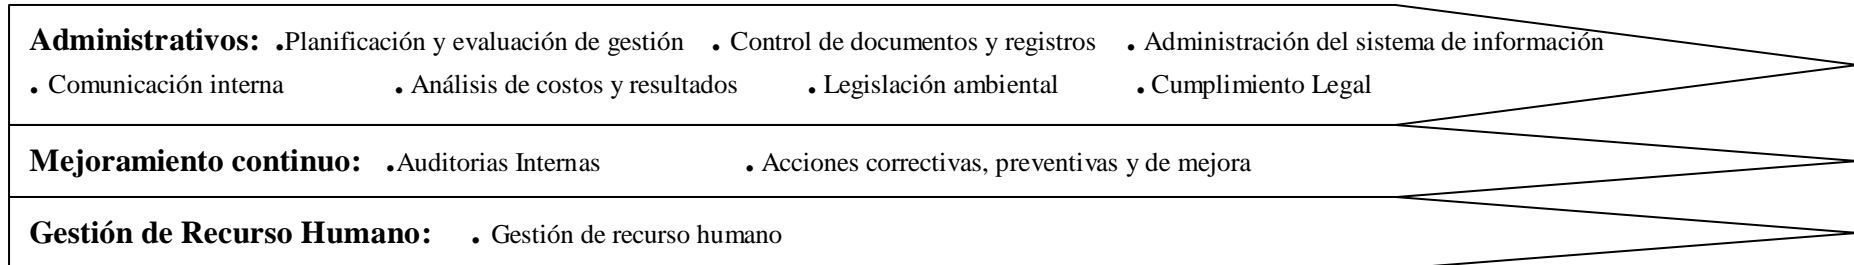 Administrativos: .Planificación y evaluación de gestión . Control de documentos y registros . Administración del sistema de información
. Comunicación interna . Análisis de costos y resultados . Legislación ambiental . Cumplimiento Legal
Mejoramiento continuo: .Auditorias Internas . Acciones correctivas, preventivas y de mejora
Gestión de Recurso Humano: . Gestión de recurso humano